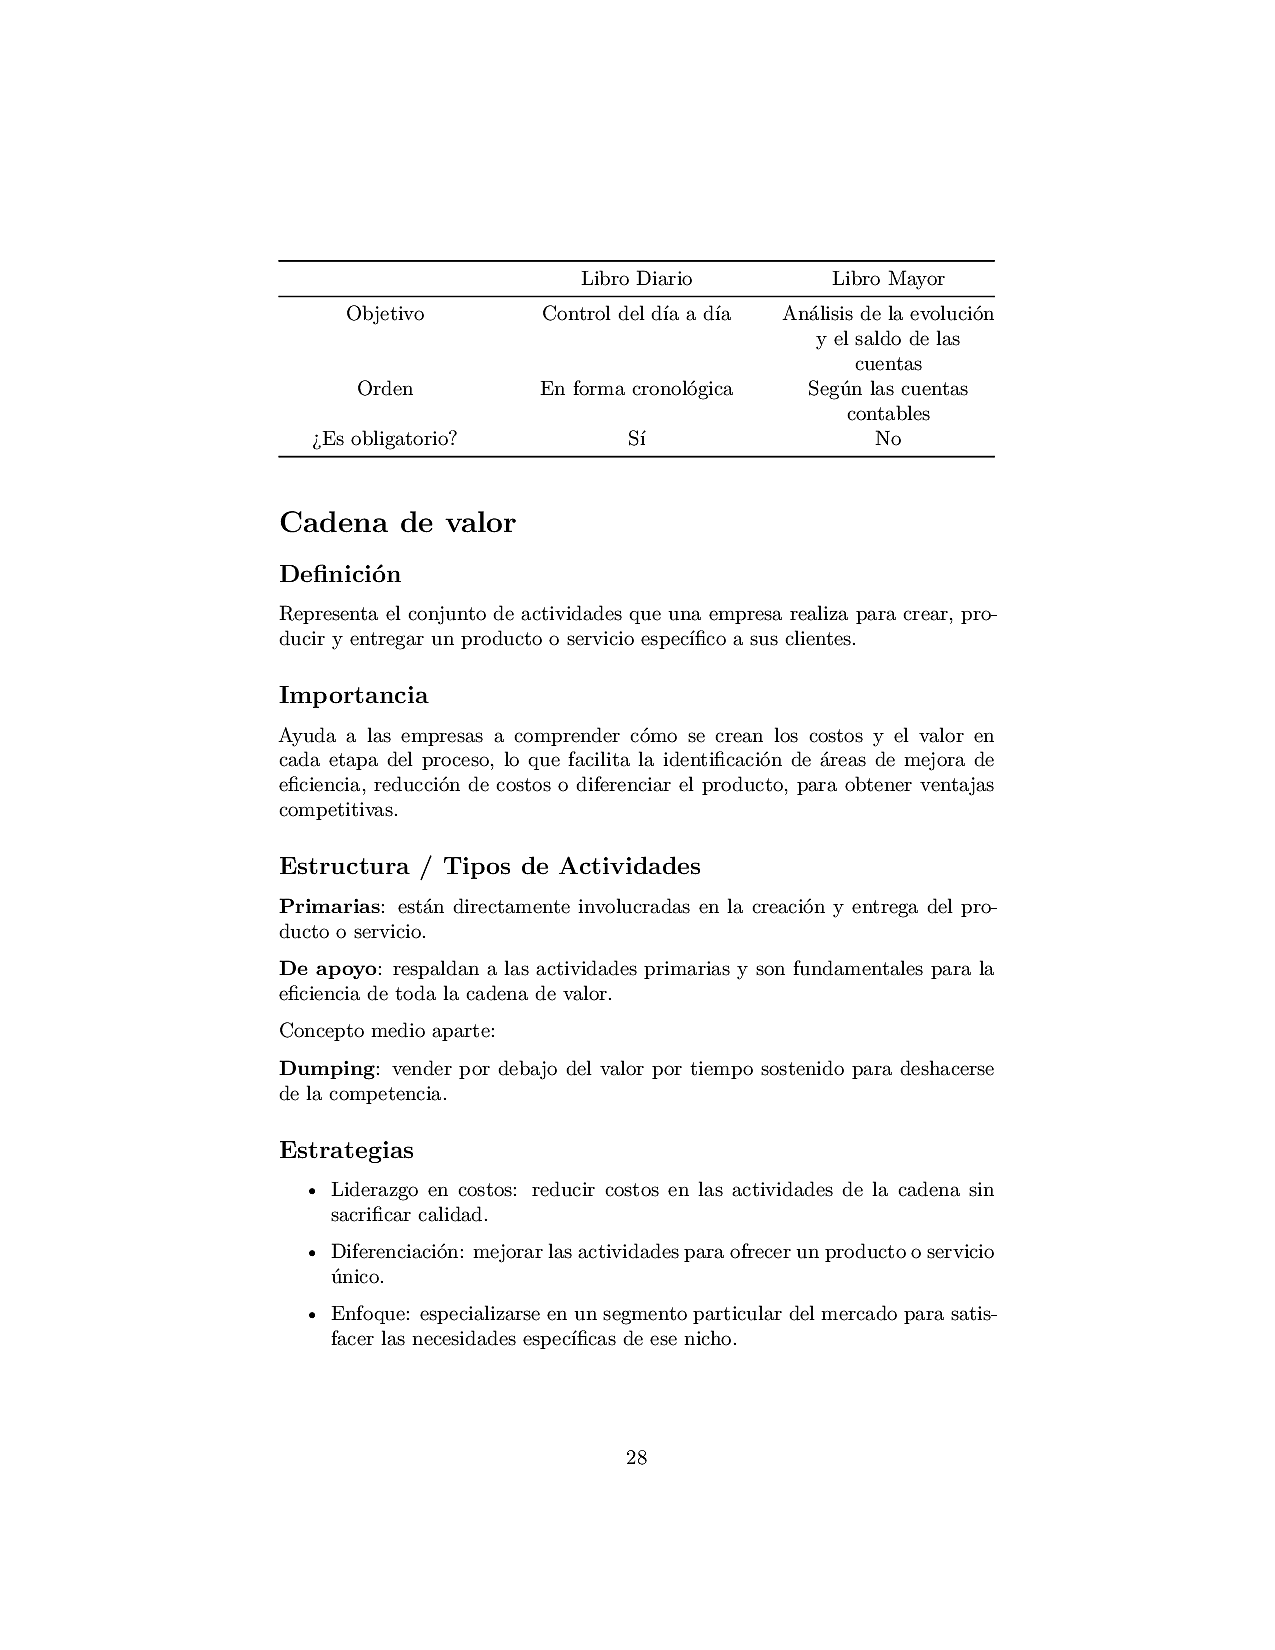 Libro Diario Libro Mayor
Objetivo Control del día a día Análisis de la evolución
y el saldo de las
cuentas
Orden En forma cronológica Según las cuentas
contables
¿Es obligatorio? Sí No
Cadena de valor
Definición
Representa el conjunto de actividades que una empresa realiza para crear, pro-
ducir y entregar un producto o servicio específico a sus clientes.
Importancia
Ayuda a las empresas a comprender cómo se crean los costos y el valor en
cada etapa del proceso, lo que facilita la identificación de áreas de mejora de
eficiencia, reducción de costos o diferenciar el producto, para obtener ventajas
competitivas.
Estructura / Tipos de Actividades
Primarias: están directamente involucradas en la creación y entrega del pro-
ducto o servicio.
De apoyo: respaldan a las actividades primarias y son fundamentales para la
eficiencia de toda la cadena de valor.
Concepto medio aparte:
Dumping: vender por debajo del valor por tiempo sostenido para deshacerse
de la competencia.
Estrategias
• Liderazgo en costos: reducir costos en las actividades de la cadena sin
sacrificar calidad.
• Diferenciación: mejorar las actividades para ofrecer un producto o servicio
único.
• Enfoque: especializarse en un segmento particular del mercado para satis-
facer las necesidades específicas de ese nicho.
28